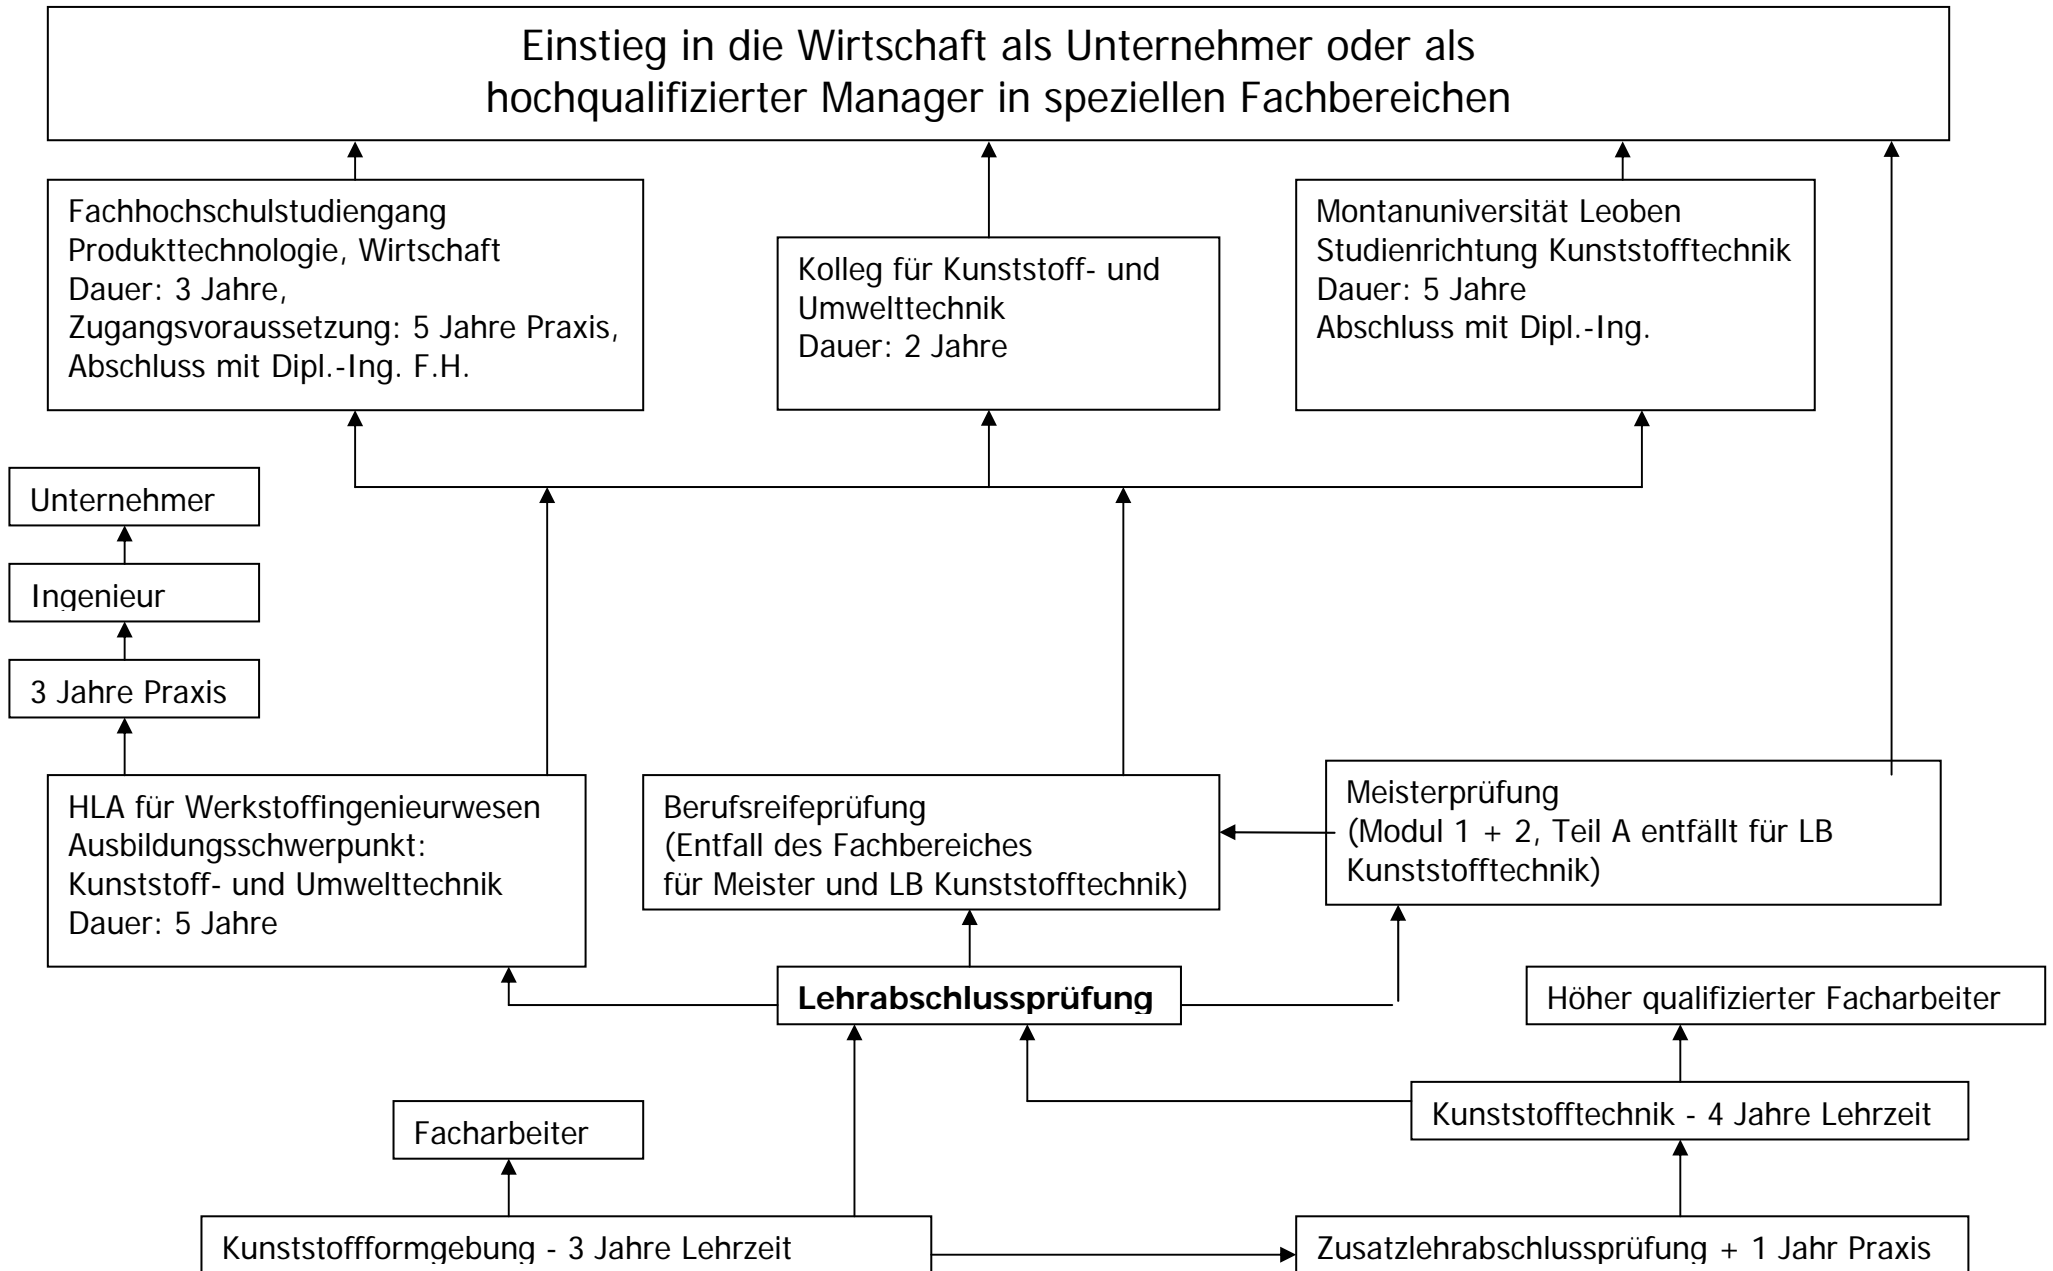 Einstieg in die Wirtschaft als Unternehmer oder als
hochqualifizierter Manager in speziellen Fachbereichen
Fachhochschulstudiengang
Produkttechnologie, Wirtschaft
Dauer: 3 Jahre,
Zugangsvoraussetzung: 5 Jahre Praxis,
Abschluss mit Dipl.-Ing. F.H.
Kolleg für Kunststoff- und
Umwelttechnik
Dauer: 2 Jahre
Montanuniversität Leoben
Studienrichtung Kunststofftechnik
Dauer: 5 Jahre
Abschluss mit Dipl.-Ing.
Unternehmer
Ingenieur
3 Jahre Praxis
HLA für Werkstoffingenieurwesen
Ausbildungsschwerpunkt:
Kunststoff- und Umwelttechnik
Dauer: 5 Jahre
Berufsreifeprüfung
(Entfall des Fachbereiches
für Meister und LB Kunststofftechnik)
Meisterprüfung
(Modul 1 + 2, Teil A entfällt für LB
Kunststofftechnik)
Lehrabschlussprüfung
Höher qualifizierter Facharbeiter
Kunststofftechnik - 4 Jahre Lehrzeit
Facharbeiter
Kunststoffformgebung - 3 Jahre Lehrzeit
Zusatzlehrabschlussprüfung + 1 Jahr Praxis